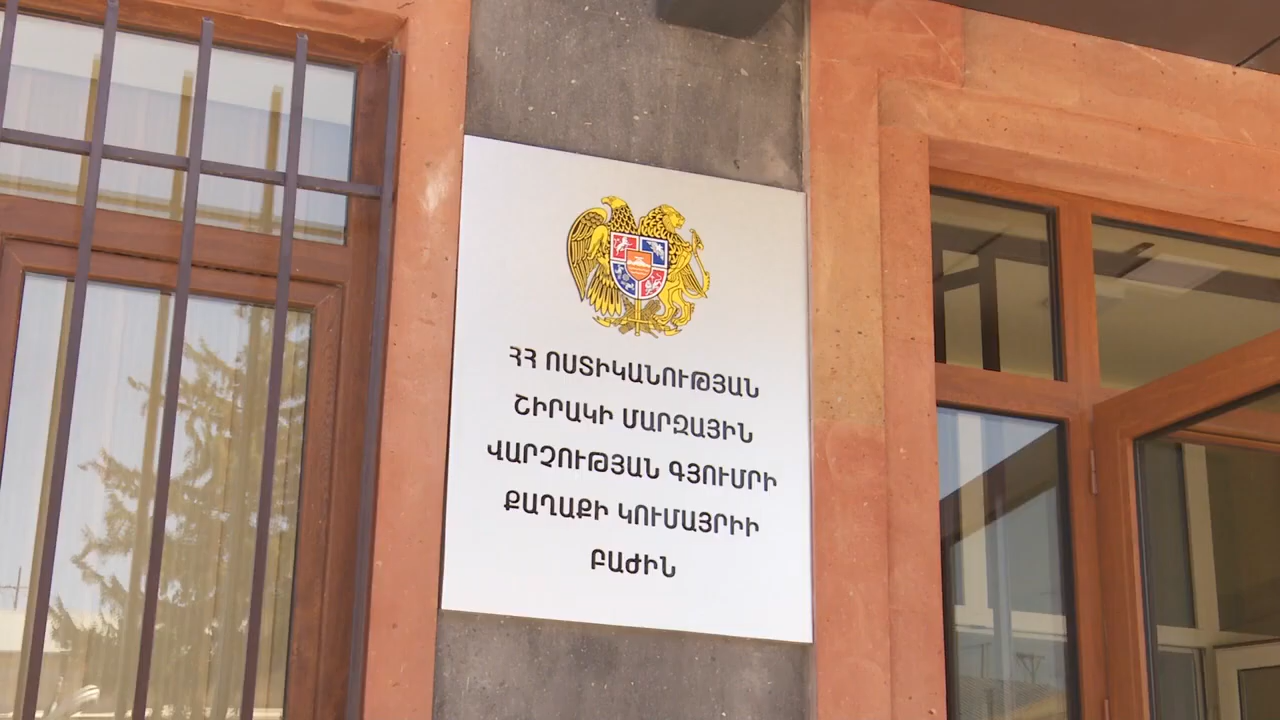 ՀՀ ՈՍՏԻԿԱՆՈՒԹՅԱՆ
ՇԻՐԱԿԻ ՄԱՐԶԱՅԻՆ
ՎԱՐՉՈՒԹՅԱՆ ԳՅՈՒՄՐԻ
ՔԱՂԱՔԻ ԿՈՒՄԱՅՐԻԻ
ԲԱԺԻՆ